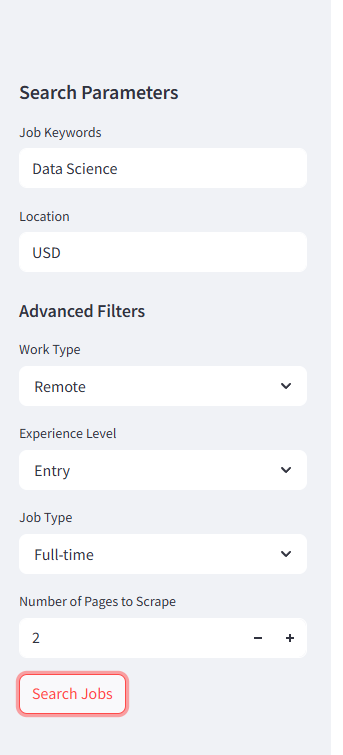 Search Parameters
Job Keywords
Data Science
Location
USD
Advanced Filters
Work Type
Remote
Experience Level
Entry
Job Type
Full-time
Number of Pages to Scrape
2
Search Jobs